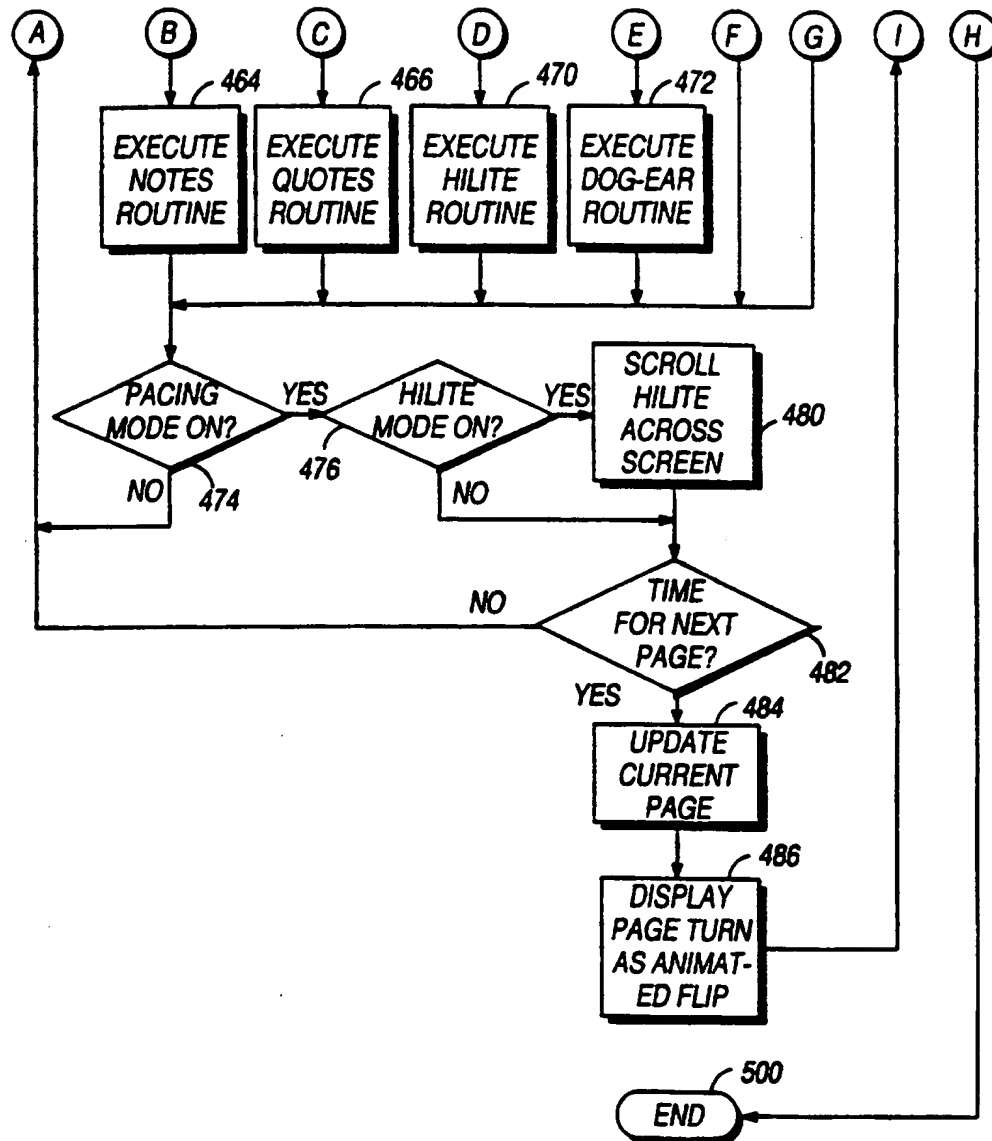 A B C D E F G I H
464 466 470 472
EXECUTE
NOTES
ROUTINE
EXECUTE
QUOTES
ROUTINE
EXECUTE
HILITE
ROUTINE
EXECUTE
DOG-EAR
ROUTINE
PACING
MODE ON?
YES
NO
474
HILITE
MODE ON?
YES
476
NO
SCROLL
HILITE
ACROSS
SCREEN
480
TIME
FOR NEXT
PAGE?
NO
482
YES
484
UPDATE
CURRENT
PAGE
486
DISPLAY
PAGE TURN
AS ANIMAT-
ED FLIP
500
END